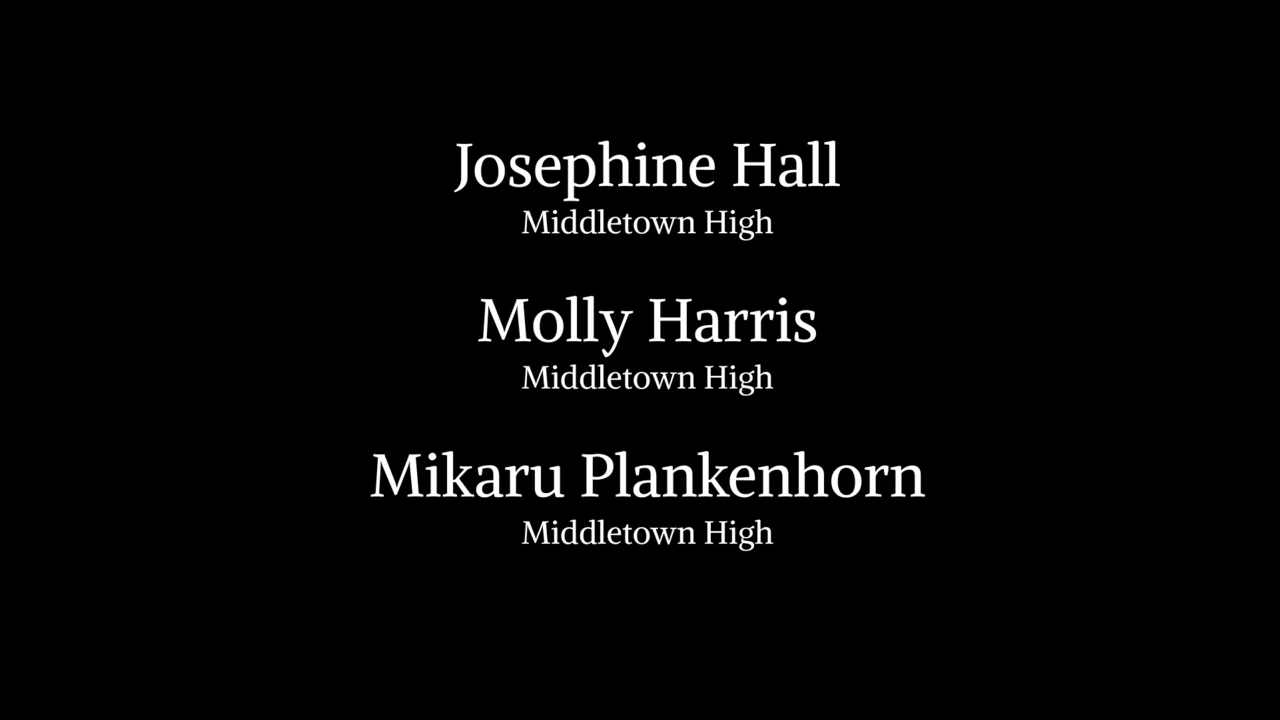 Josephine Hall
Middletown High
Molly Harris
Middletown High
Mikaru Plankenhorn
Middletown High